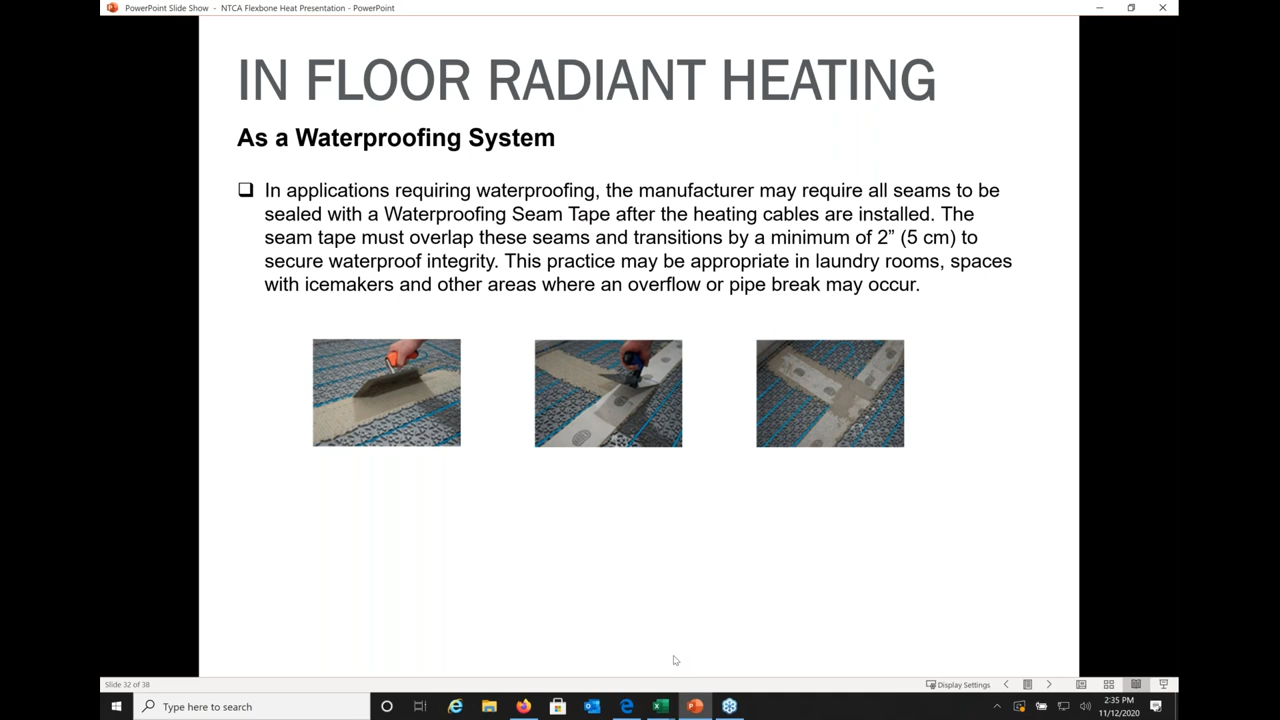 PowerPoint Slide Show - NTCA Flexbone Heat Presentation - PowerPoint
IN FLOOR RADIANT HEATING
As a Waterproofing System
In applications requiring waterproofing, the manufacturer may require all seams to be
sealed with a Waterproofing Seam Tape after the heating cables are installed. The
seam tape must overlap these seams and transitions by a minimum of 2” (5 cm) to
secure waterproof integrity. This practice may be appropriate in laundry rooms, spaces
with icemakers and other areas where an overflow or pipe break may occur.
Slide 32 of 38
Display Settings
Type here to search
2:35 PM
11/12/2020